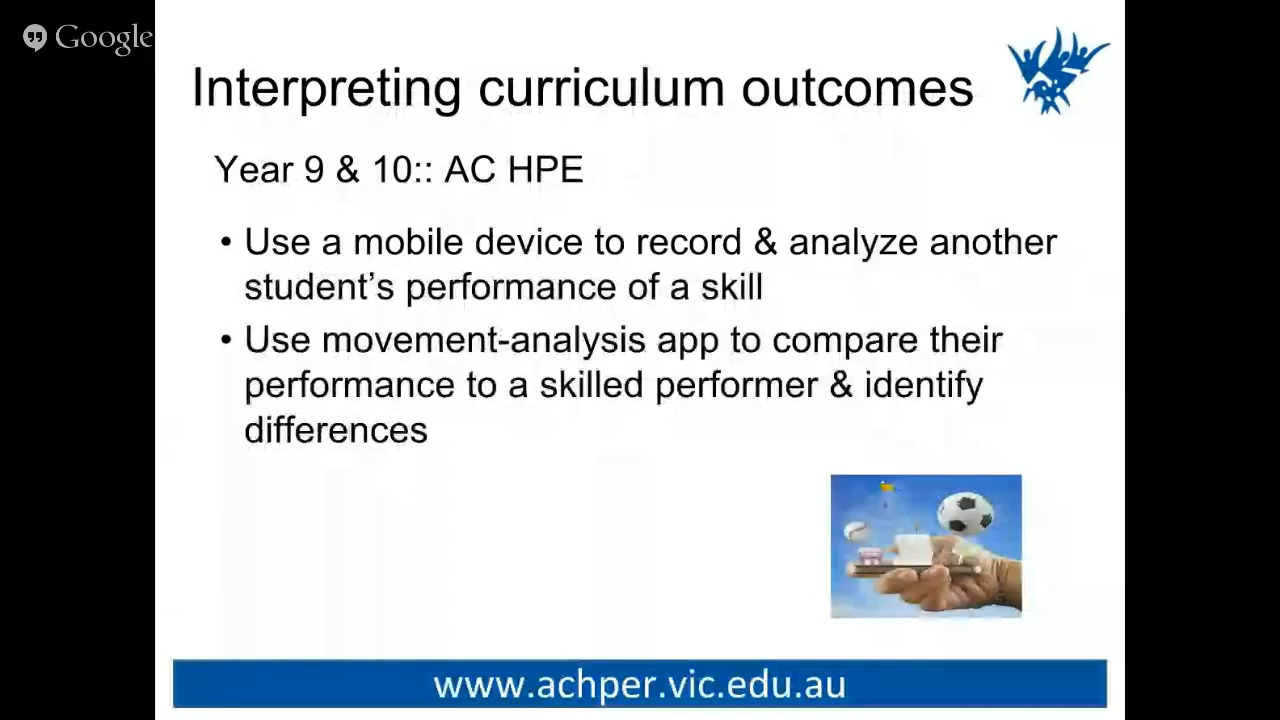 Google
Interpreting curriculum outcomes
Year 9 & 10:: AC HPE
• Use a mobile device to record & analyze another
student’s performance of a skill
• Use movement-analysis app to compare their
performance to a skilled performer & identify
differences
www.achper.vic.edu.au